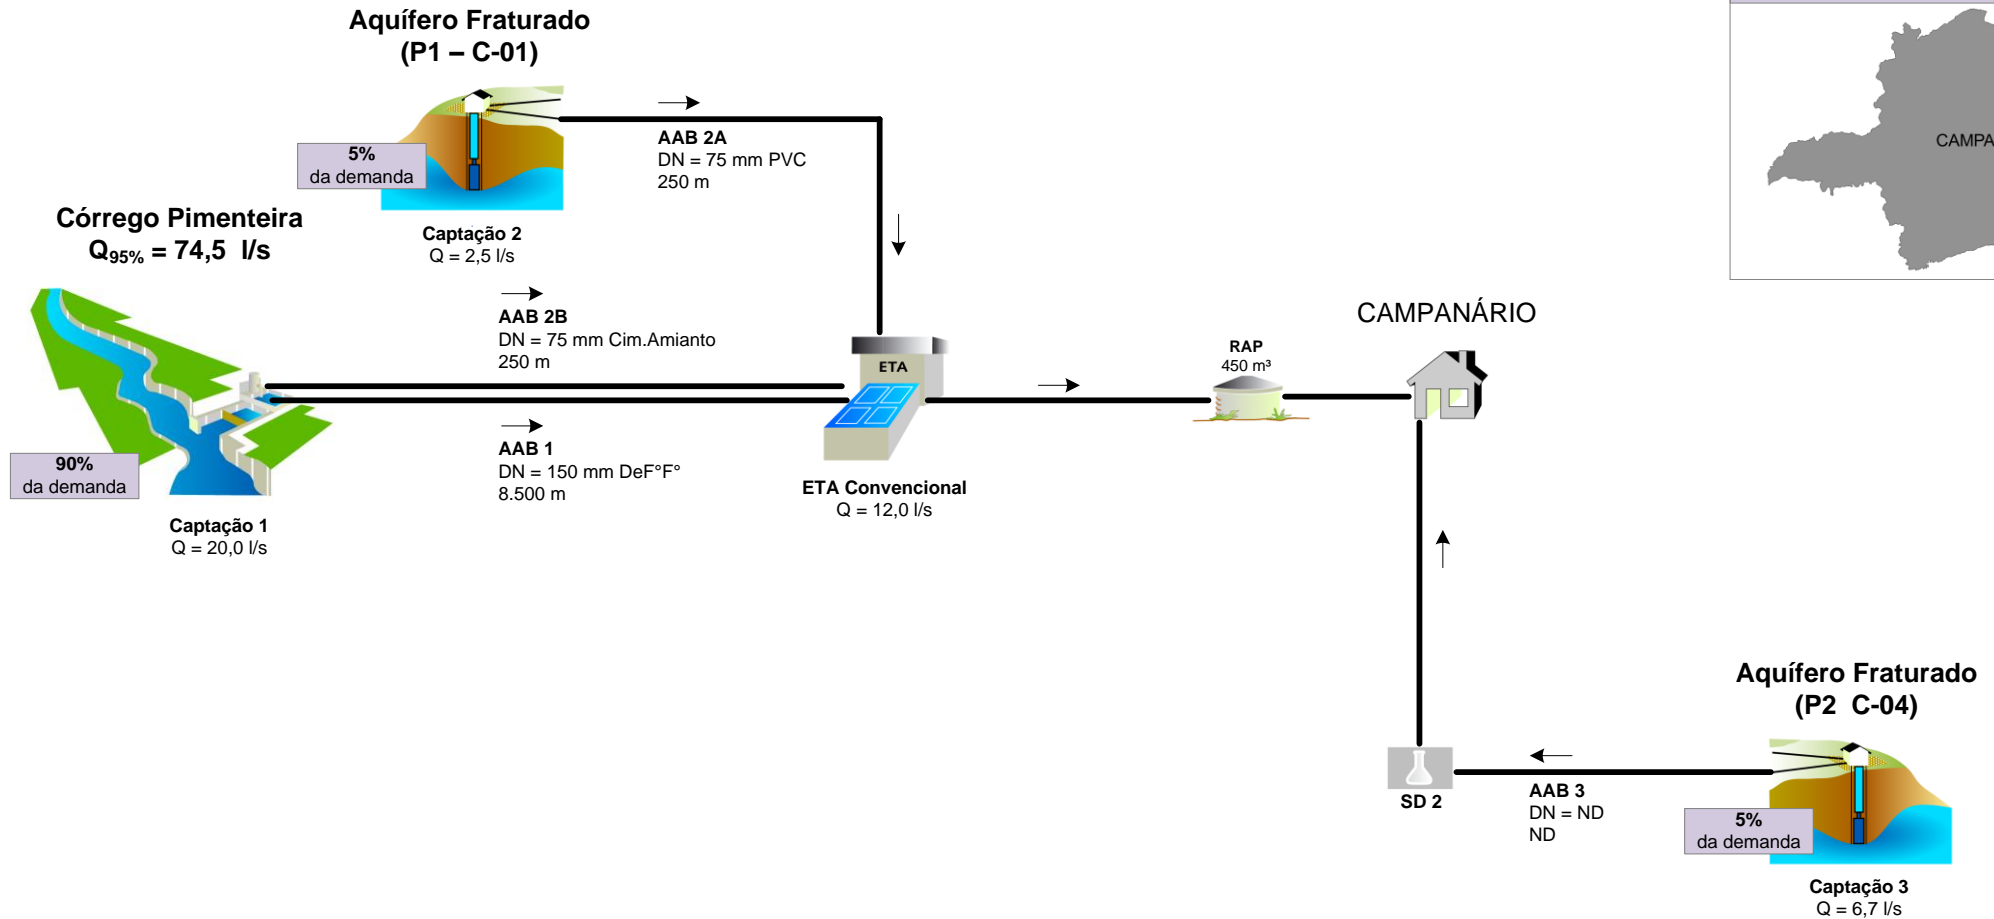 Aquífero Fraturado
(P1 – C-01)
5%
da demanda
Captação 2
Q = 2,5 l/s
AAB 2A
DN = 75 mm PVC
250 m
CAMPA
Córrego Pimenteira
Q95% = 74,5 l/s
90%
da demanda
Captação 1
Q = 20,0 l/s
AAB 2B
DN = 75 mm Cim.Amianto
250 m
AAB 1
DN = 150 mm DeF°F°
8.500 m
ETA
ETA Convencional
Q = 12,0 l/s
RAP
450 m³
CAMPANÁRIO
SD 2
AAB 3
DN = ND
ND
Aquífero Fraturado
(P2 C-04)
5%
da demanda
Captação 3
Q = 6,7 l/s